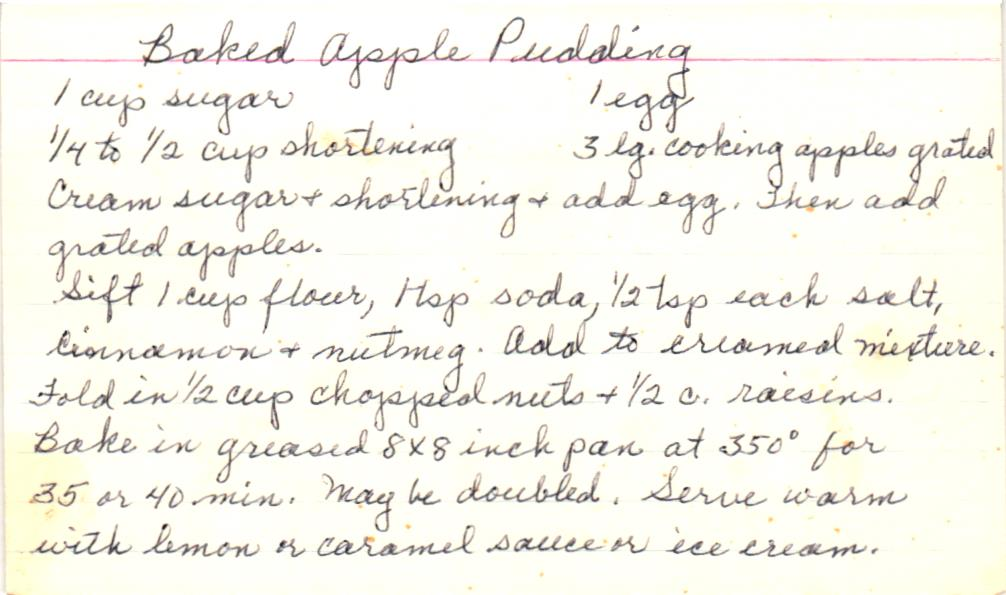 Baked Apple Pudding
1 cup sugar 1 egg
1/4 to 1/2 cup shortening 3 lg. cooking apples grated
Cream sugar + shortening + add egg. Then add
grated apples.
Sift 1 cup flour, 1 tsp soda, 1/2 tsp each salt,
cinnamon + nutmeg. Add to creamed mixture.
Fold in 1/2 cup chopped nuts + 1/2 c. raisins.
Bake in greased 8x8 inch pan at 350° for
35 or 40 min. May be doubled. Serve warm
with lemon or caramel sauce or ice cream.